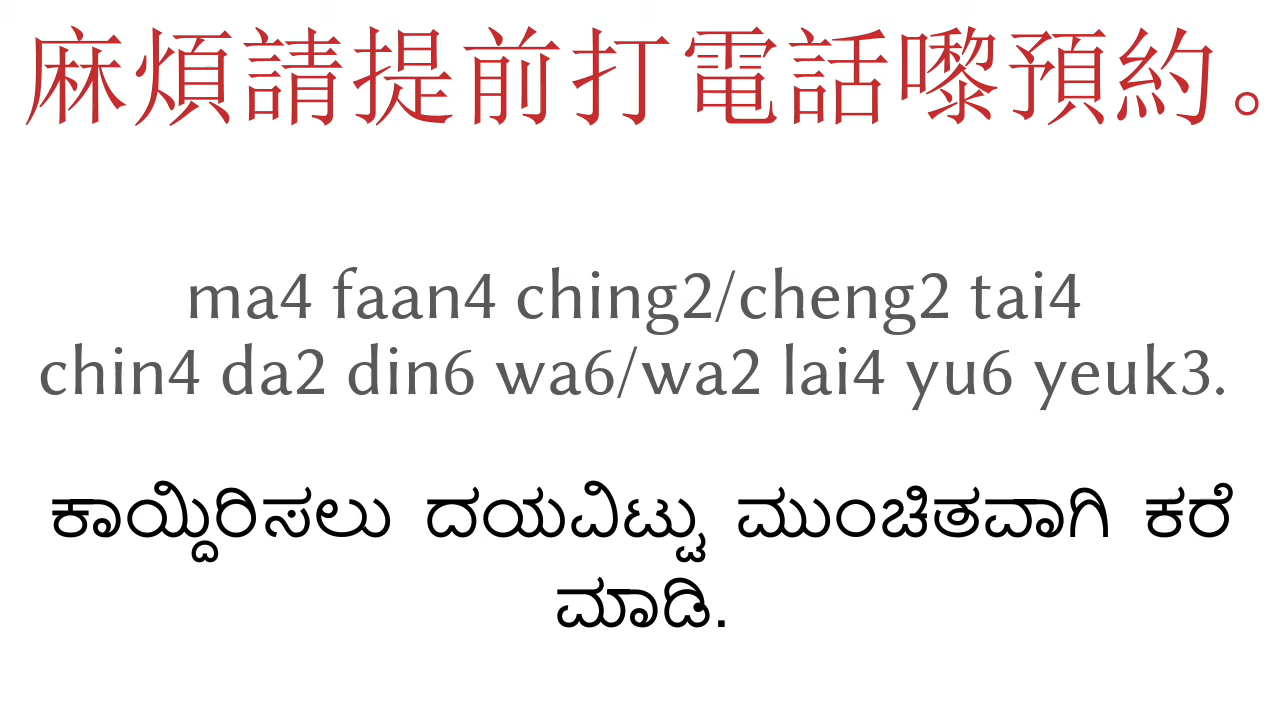 麻煩請提前打電話嚟預約。
ma4 faan4 ching2/cheng2 tai4
chin4 da2 din6 wa6/wa2 lai4 yu6 yeuk3.
ಕಾಯ್ದಿರಿಸಲು ದಯವಿಟ್ಟು ಮುಂಚಿತವಾಗಿ ಕರೆ
ಮಾಡಿ.